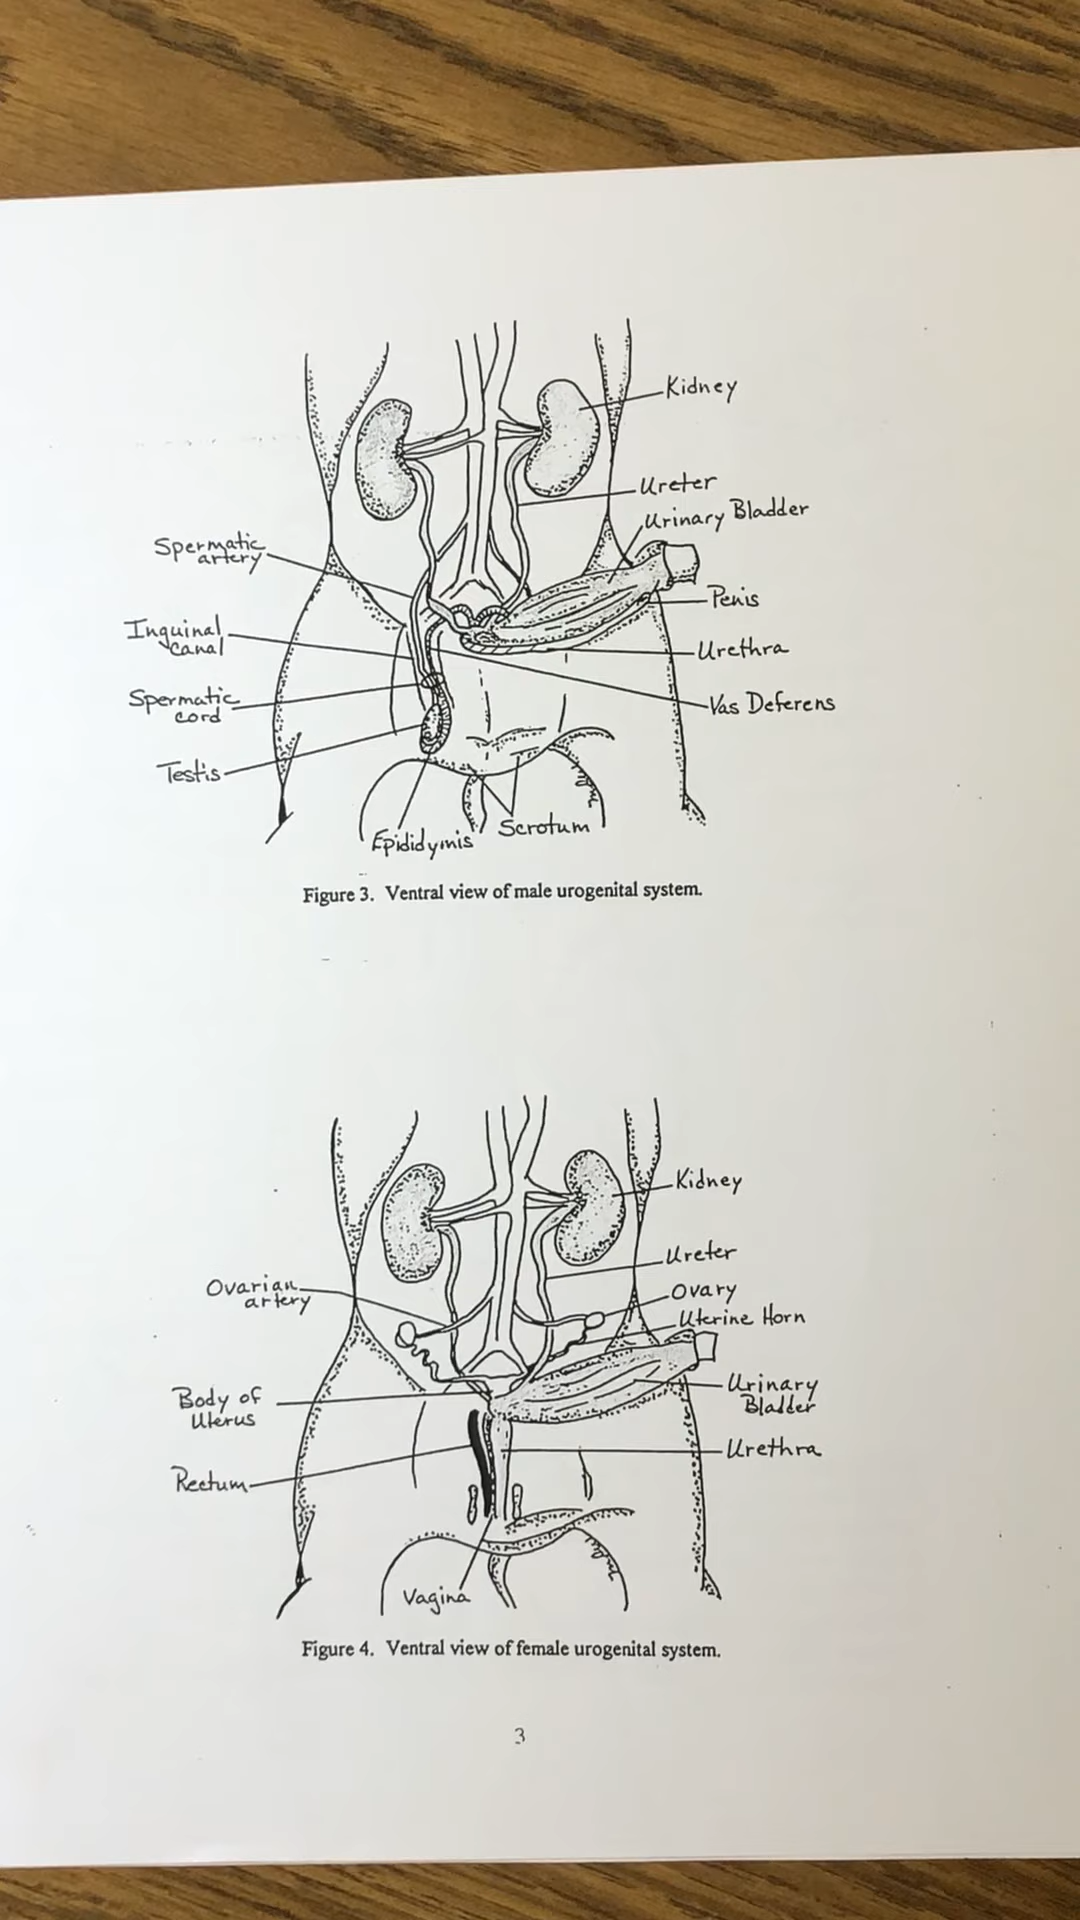 Kidney
Ureter
Urinary Bladder
Spermatic
artery
Penis
Inguinal
canal
Urethra
Spermatic
cord
Vas Deferens
Testis
Epididymis
Scrotum
Figure 3. Ventral view of male urogenital system.
Kidney
Ureter
Ovarian
artery
Ovary
Uterine Horn
Body of
Uterus
Urinary
Bladder
Rectum
Urethra
Vagina
Figure 4. Ventral view of female urogenital system.
3